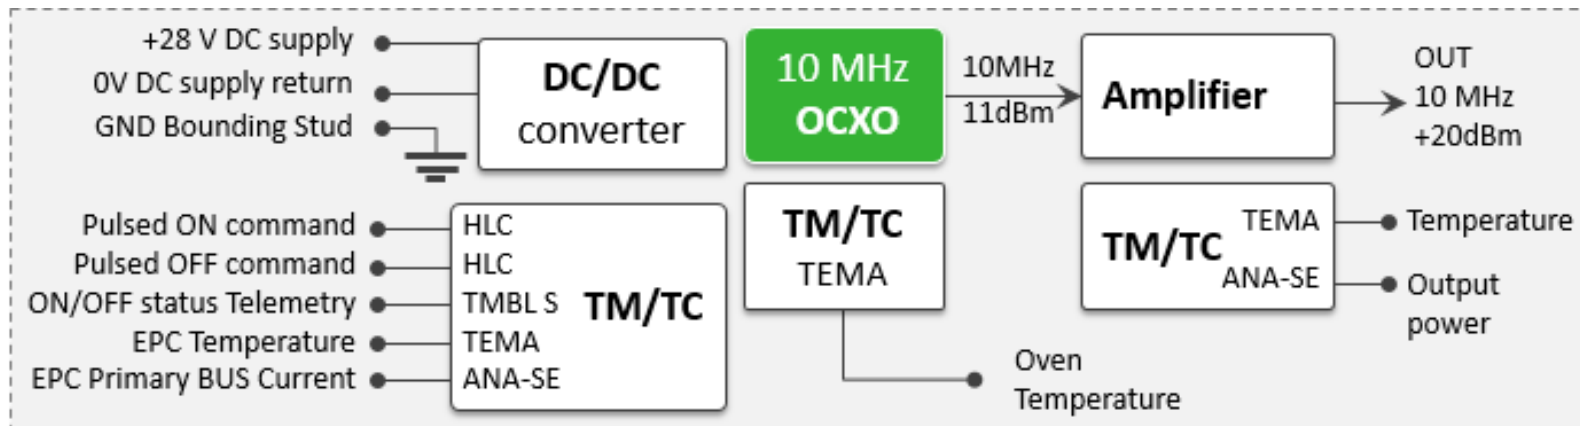 +28 V DC supply
0V DC supply return
GND Bounding Stud
DC/DC
converter
10 MHz
OCXO
10MHz
11dBm
Amplifier
OUT
10 MHz
+20dBm
Pulsed ON command
Pulsed OFF command
ON/OFF status Telemetry
EPC Temperature
EPC Primary BUS Current
HLC
HLC
TMBL S
TEMA
ANA-SE
TM/TC
TM/TC
TEMA
Oven
Temperature
TM/TC
TEMA
ANA-SE
Temperature
Output
power